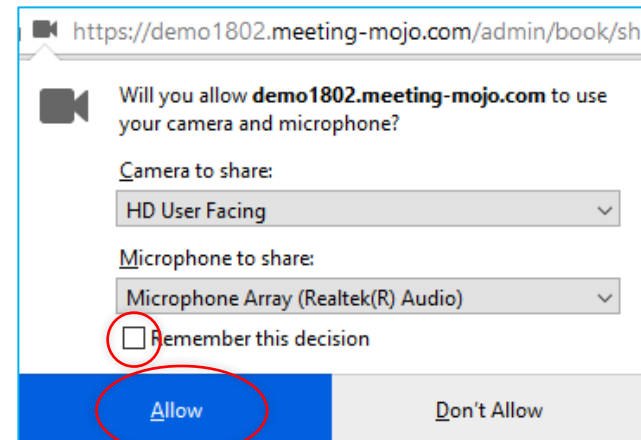 https://demo1802.meeting-mojo.com/admin/book/sh
Will you allow demo1802.meeting-mojo.com to use
your camera and microphone?
Camera to share:
HD User Facing
Microphone to share:
Microphone Array (Realtek(R) Audio)
Remember this decision
Allow
Don't Allow